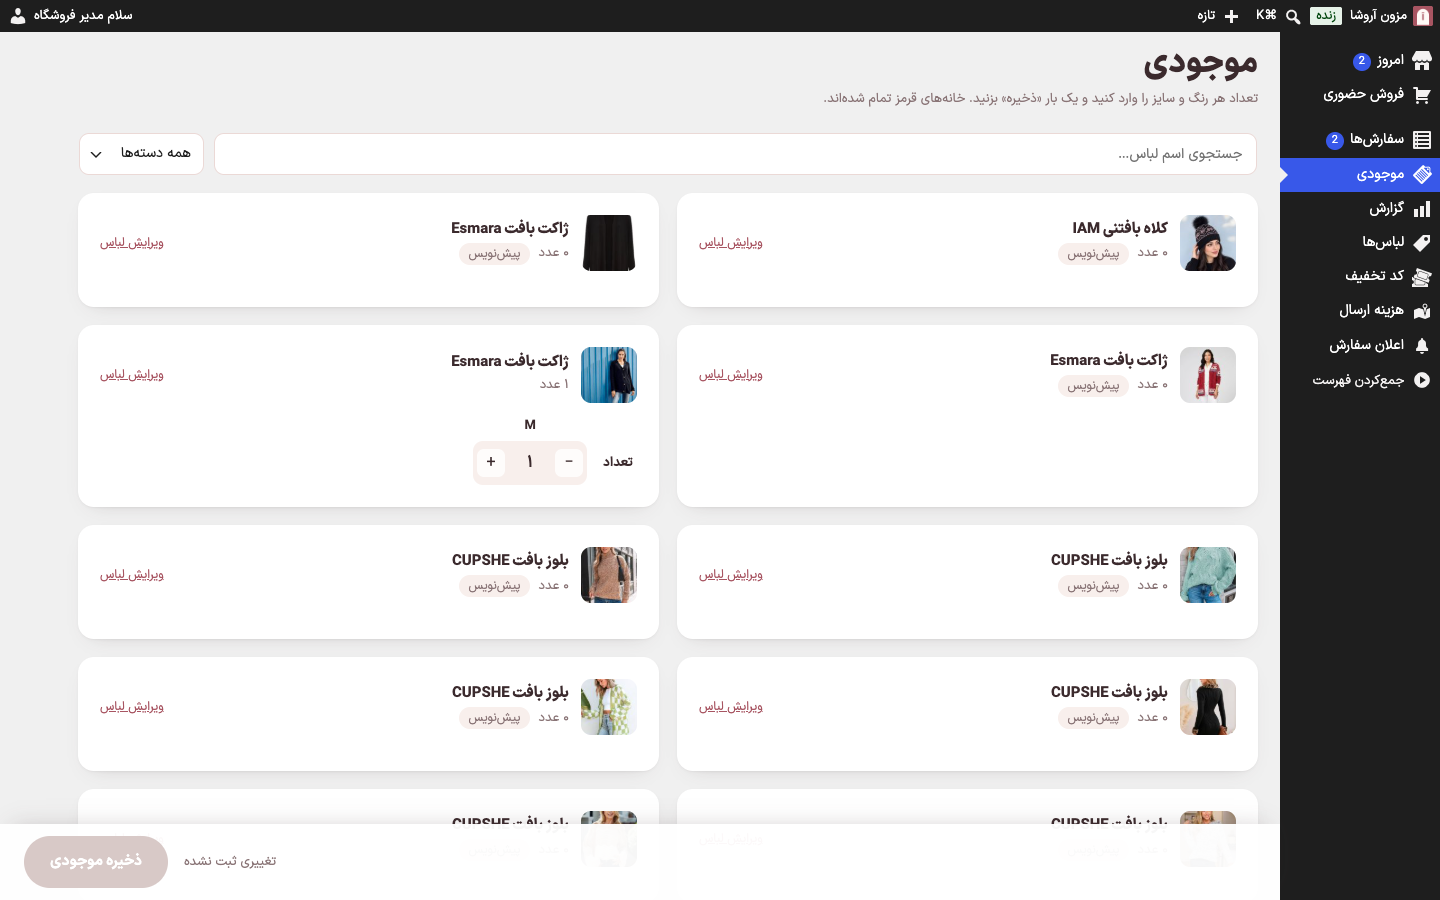 مزون آروشا
زنده
⌘K
تازه
سلام مدیر فروشگاه
امروز 2
فروش حضوری
سفارش‌ها 2
موجودی
گزارش
لباس‌ها
کد تخفیف
هزینه ارسال
اعلان سفارش
جمع‌کردن فهرست
موجودی
تعداد هر رنگ و سایز را وارد کنید و یک بار «ذخیره» بزنید. خانه‌های قرمز تمام شده‌اند.
جستجوی اسم لباس...
همه دسته‌ها
کلاه بافتنی IAM
۰ عدد پیش‌نویس
ویرایش لباس
ژاکت بافت Esmara
۰ عدد پیش‌نویس
ویرایش لباس
ژاکت بافت Esmara
۰ عدد پیش‌نویس
ویرایش لباس
ژاکت بافت Esmara
۱ عدد
ویرایش لباس
M
تعداد − ۱ +
بلوز بافت CUPSHE
۰ عدد پیش‌نویس
ویرایش لباس
بلوز بافت CUPSHE
۰ عدد پیش‌نویس
ویرایش لباس
بلوز بافت CUPSHE
۰ عدد پیش‌نویس
ویرایش لباس
بلوز بافت CUPSHE
۰ عدد پیش‌نویس
ویرایش لباس
بلوز بافت CUPSHE
بلوز بافت CUPSHE
تغییری ثبت نشده
ذخیره موجودی